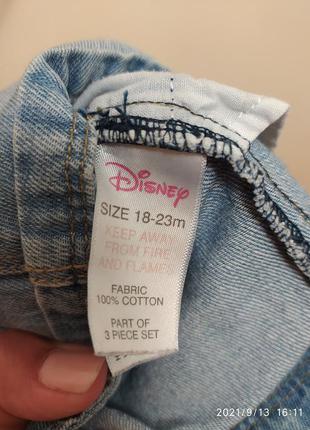 Disney
SIZE 18-23m
KEEP AWAY
FROM FIRE
AND FLAMES
FABRIC
100% COTTON
PART OF
3 PIECE SET
2021/9/13 16:11